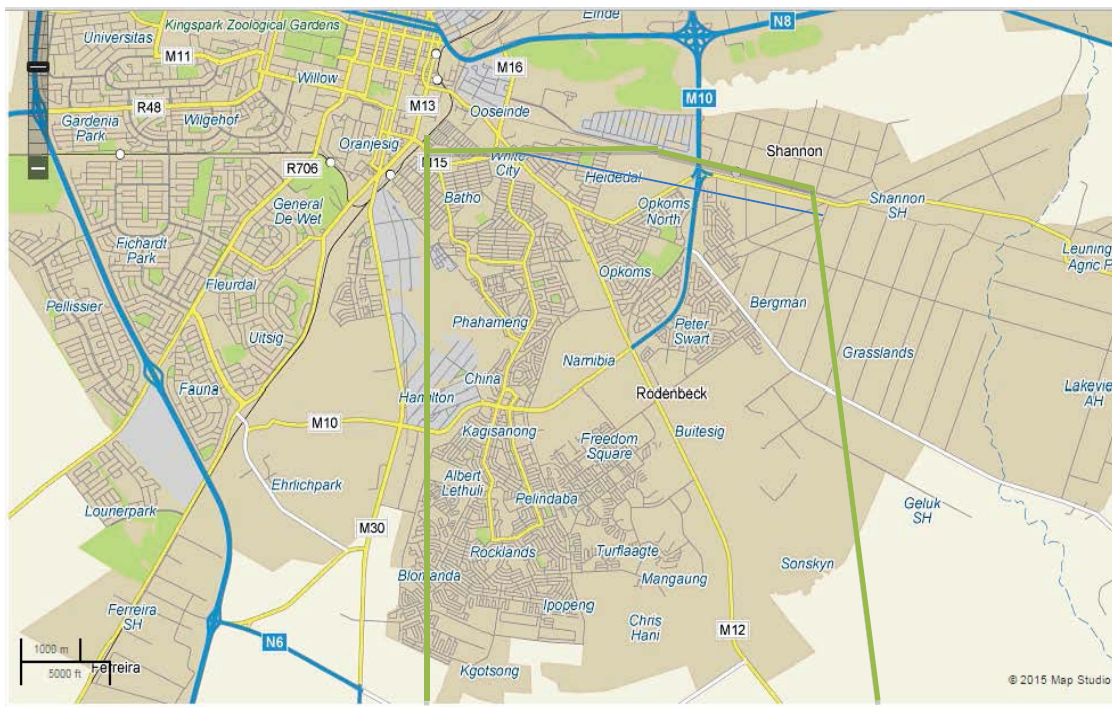 Kingspark Zoological Gardens
Einde
N8
Universitas
M11
Willow
M16
M13
M10
R48
Ooseinde
Gardenia
Park
Wilgehof
Oranjesig
Shannon
White
City
M15
R706
Heidedal
Batho
General
De Wet
Opkoms
North
Shannon
SH
Fichardt
Park
Leuning
Agric P
Opkoms
Fleurdal
Pellissier
Bergman
Phahameng
Peter
Swart
Uitsig
Namibia
Grasslands
China
Fauna
Hamilton
Rodenbeck
Lakevie
AH
M10
Kagisanong
Freedom
Square
Buitesig
Albert
Lethuli
Ehrlichpark
Pelindaba
Geluk
SH
Lourierpark
M30
Rocklands
Turflaagte
Sonskyn
Blomanda
Mangaung
Ipopeng
Ferreira
SH
Chris
Hani
M12
N6
1000 m
Ferreira
5000 ft
Kgotsong
© 2015 Map Studio